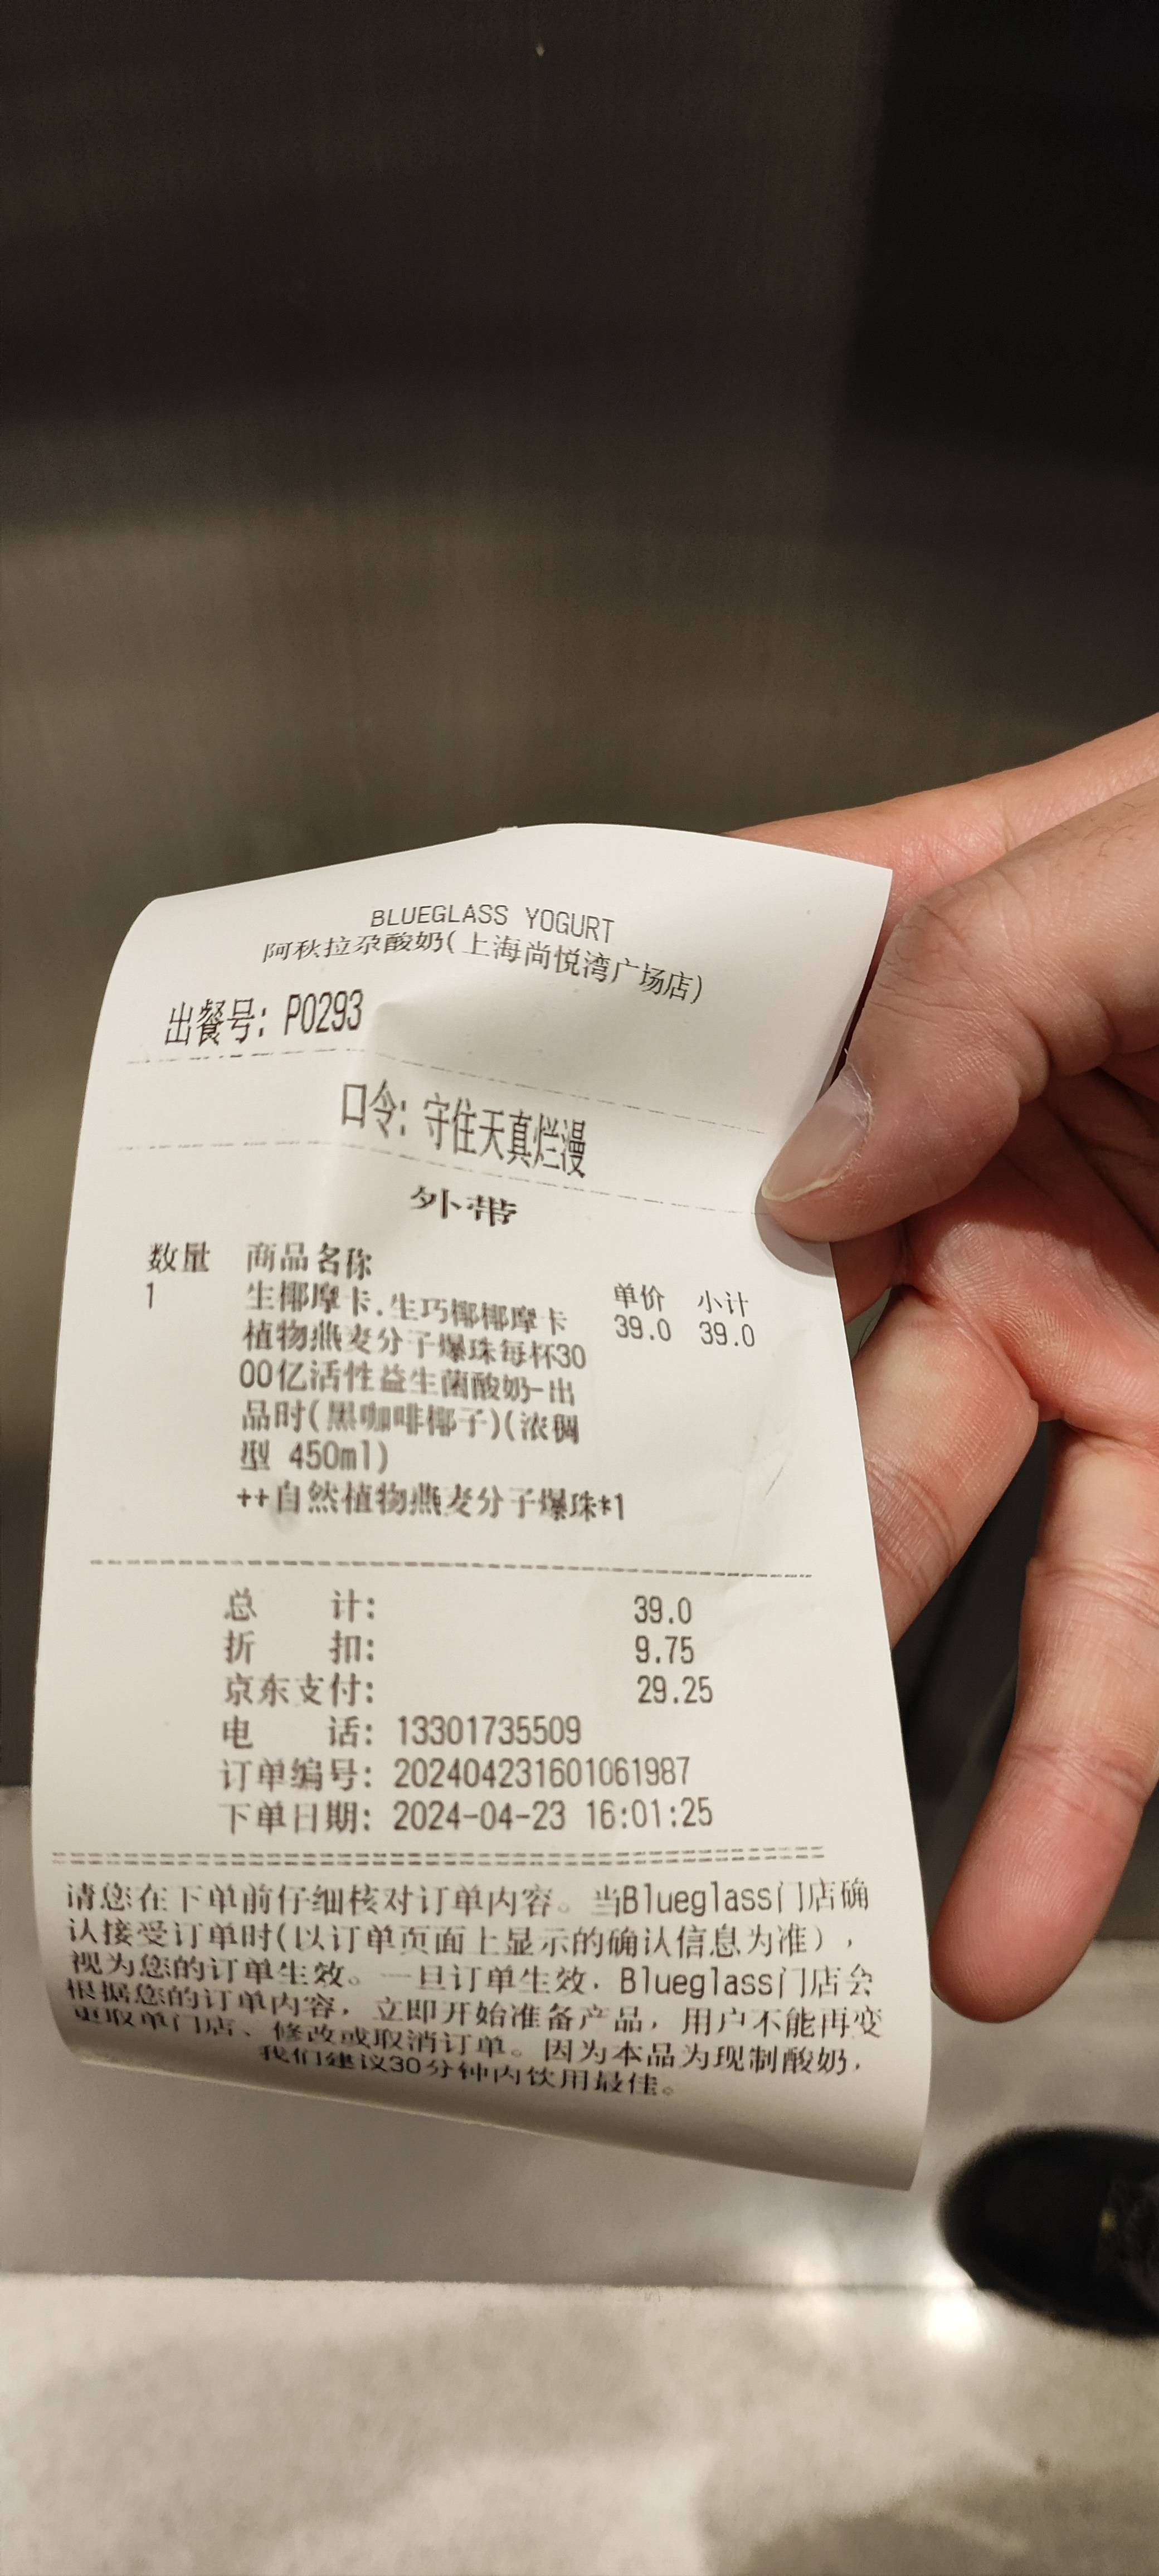 BLUEGLASS YOGURT
阿秋拉尕酸奶(上海尚悦湾广场店)
出餐号: P0293
口令: 守住天真烂漫
外带
数量 商品名称 单价 小计
1 生椰摩卡.生巧椰椰摩卡 39.0 39.0
植物燕麦分子爆珠每杯30
00亿活性益生菌酸奶-出
品时(黑咖啡椰子)(浓稠
型 450ml)
++自然植物燕麦分子爆珠*1
总 计: 39.0
折 扣: 9.75
京东支付: 29.25
电 话: 13301735509
订单编号: 202404231601061987
下单日期: 2024-04-23 16:01:25
请您在下单前仔细核对订单内容。当Blueglass门店确
认接受订单时(以订单页面上显示的确认信息为准),
视为您的订单生效。一旦订单生效,Blueglass门店会
根据您的订单内容,立即开始准备产品,用户不能再变
更取单门店、修改或取消订单。因为本品为现制酸奶,
我们建议30分钟内饮用最佳。